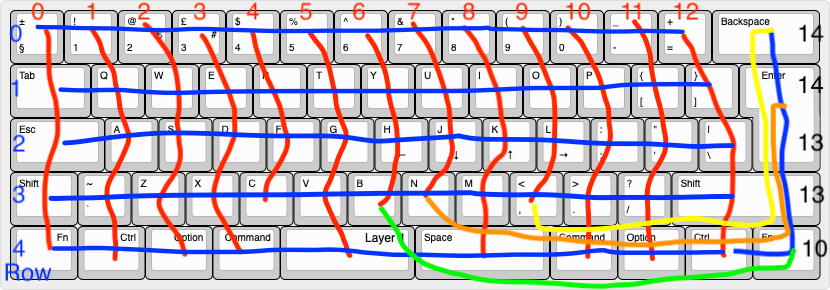 0 1 2 3 4 5 6 7 8 9 10 11 12
0 ± § ! 1 @ 2 £ # 3 $ 4 % 5 ^ 6 & 7 * 8 ( 9 ) 0 _ - + = Backspace 14
1 Tab Q W E R T Y U I O P { [ } ] Enter 14
2 Esc A S D F G H ← J ↓ K ↑ L → : ; " ' | \ 13
3 Shift ~ ` Z X C V B N M < , > . ? / Shift 13
4 Fn Ctrl Option Command Layer Space Command Option Ctrl 10
Row